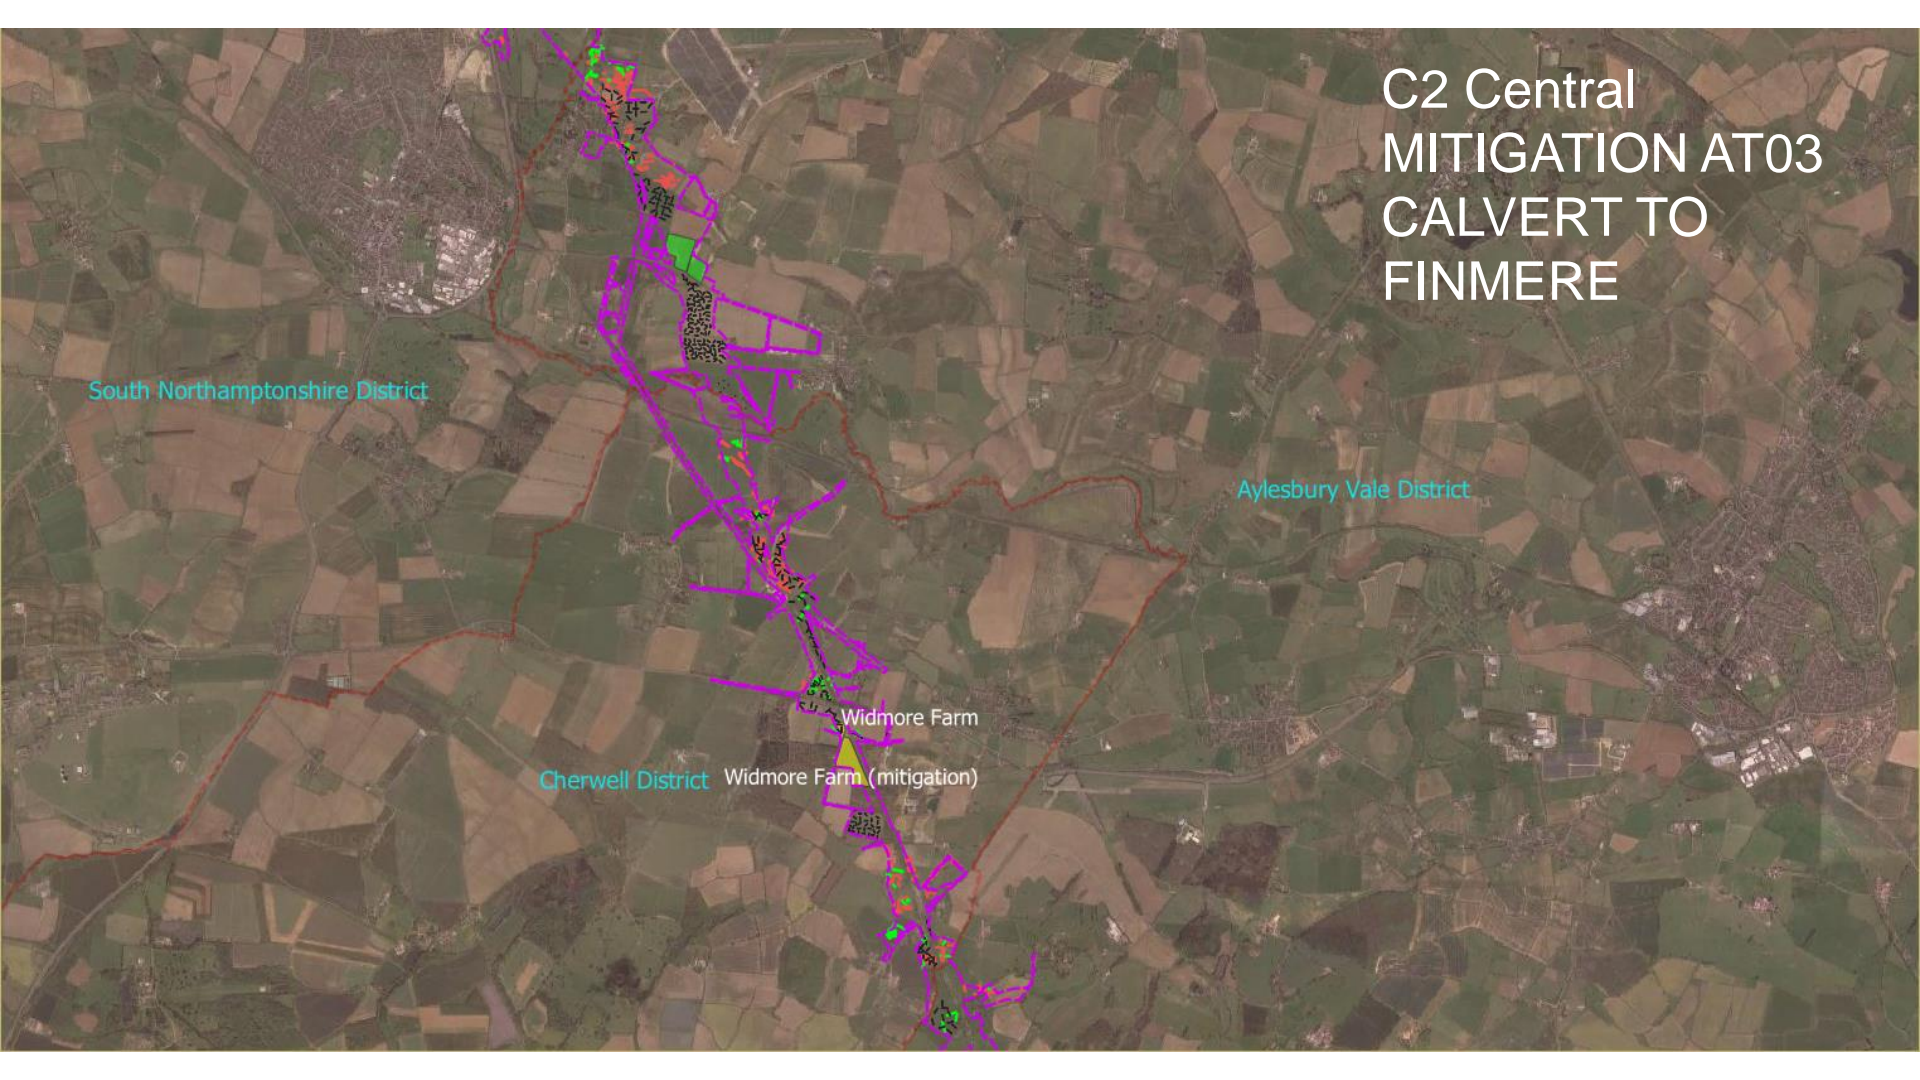 C2 Central
MITIGATION AT03
CALVERT TO
FINMERE
South Northamptonshire District
Aylesbury Vale District
Widmore Farm
Cherwell District
Widmore Farm (mitigation)